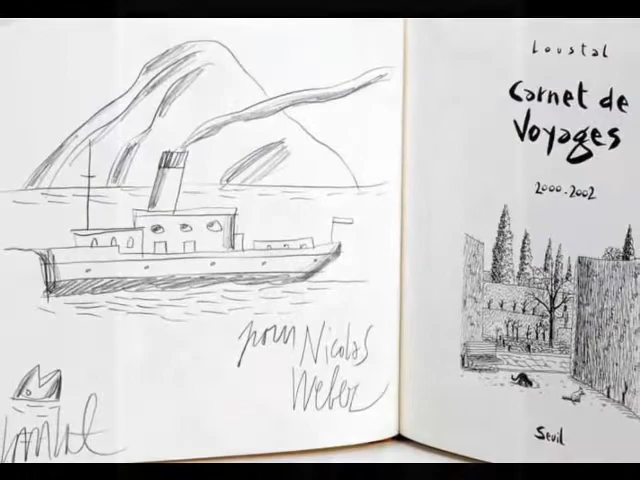 pour Nicolas
Weber
Loustal
Loustal
Carnet de
Voyages
2000-2002
Seuil